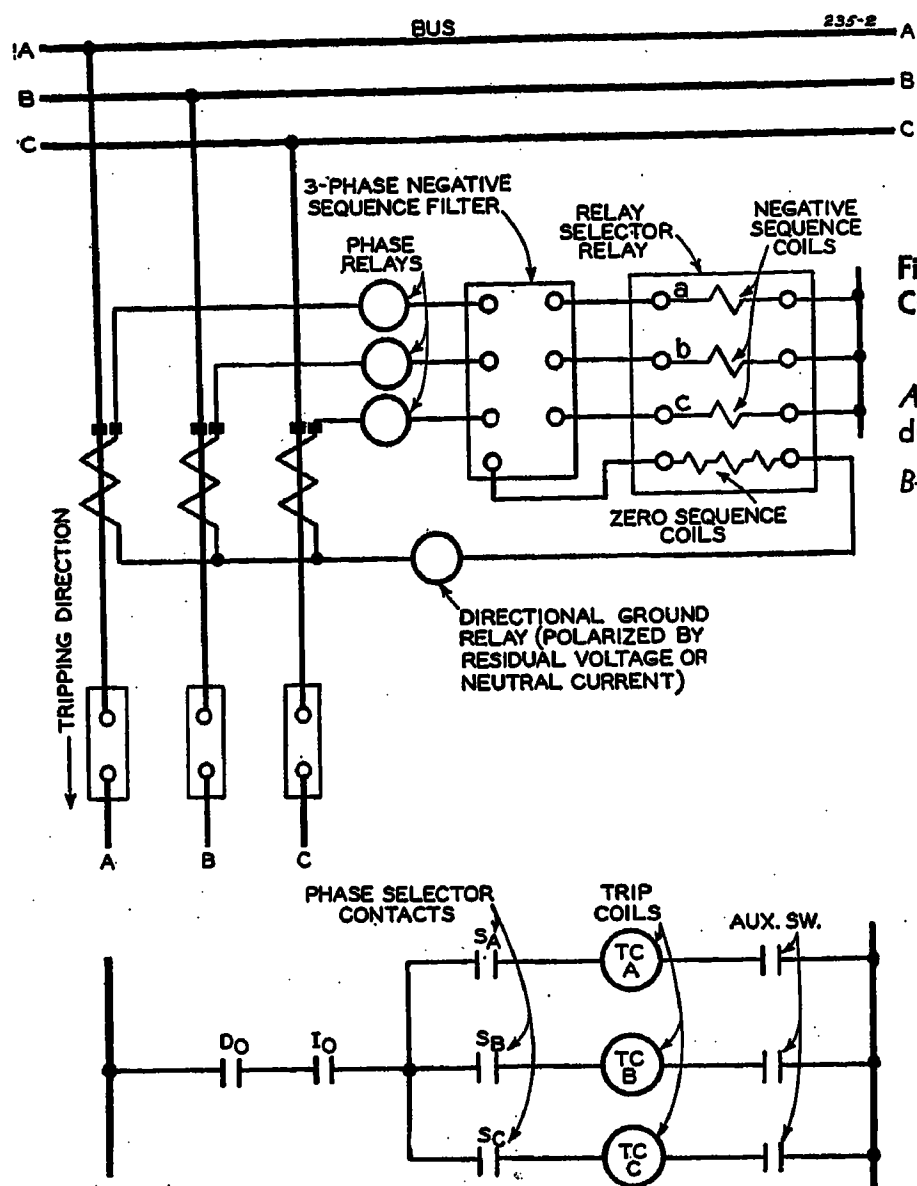 BUS
235-2
A
A
B
B
C
C
3-PHASE NEGATIVE
SEQUENCE FILTER
RELAY
SELECTOR
RELAY
NEGATIVE
SEQUENCE
COILS
PHASE
RELAYS
Fi
C
a
b
c
A
d
B-
ZERO SEQUENCE
COILS
TRIPPING DIRECTION
DIRECTIONAL GROUND
RELAY (POLARIZED BY
RESIDUAL VOLTAGE OR
NEUTRAL CURRENT)
A
B
C
PHASE SELECTOR
CONTACTS
TRIP
COILS
AUX. SW.
SA
TC
A
DO
IO
SB
TC
B
SC
TC
C